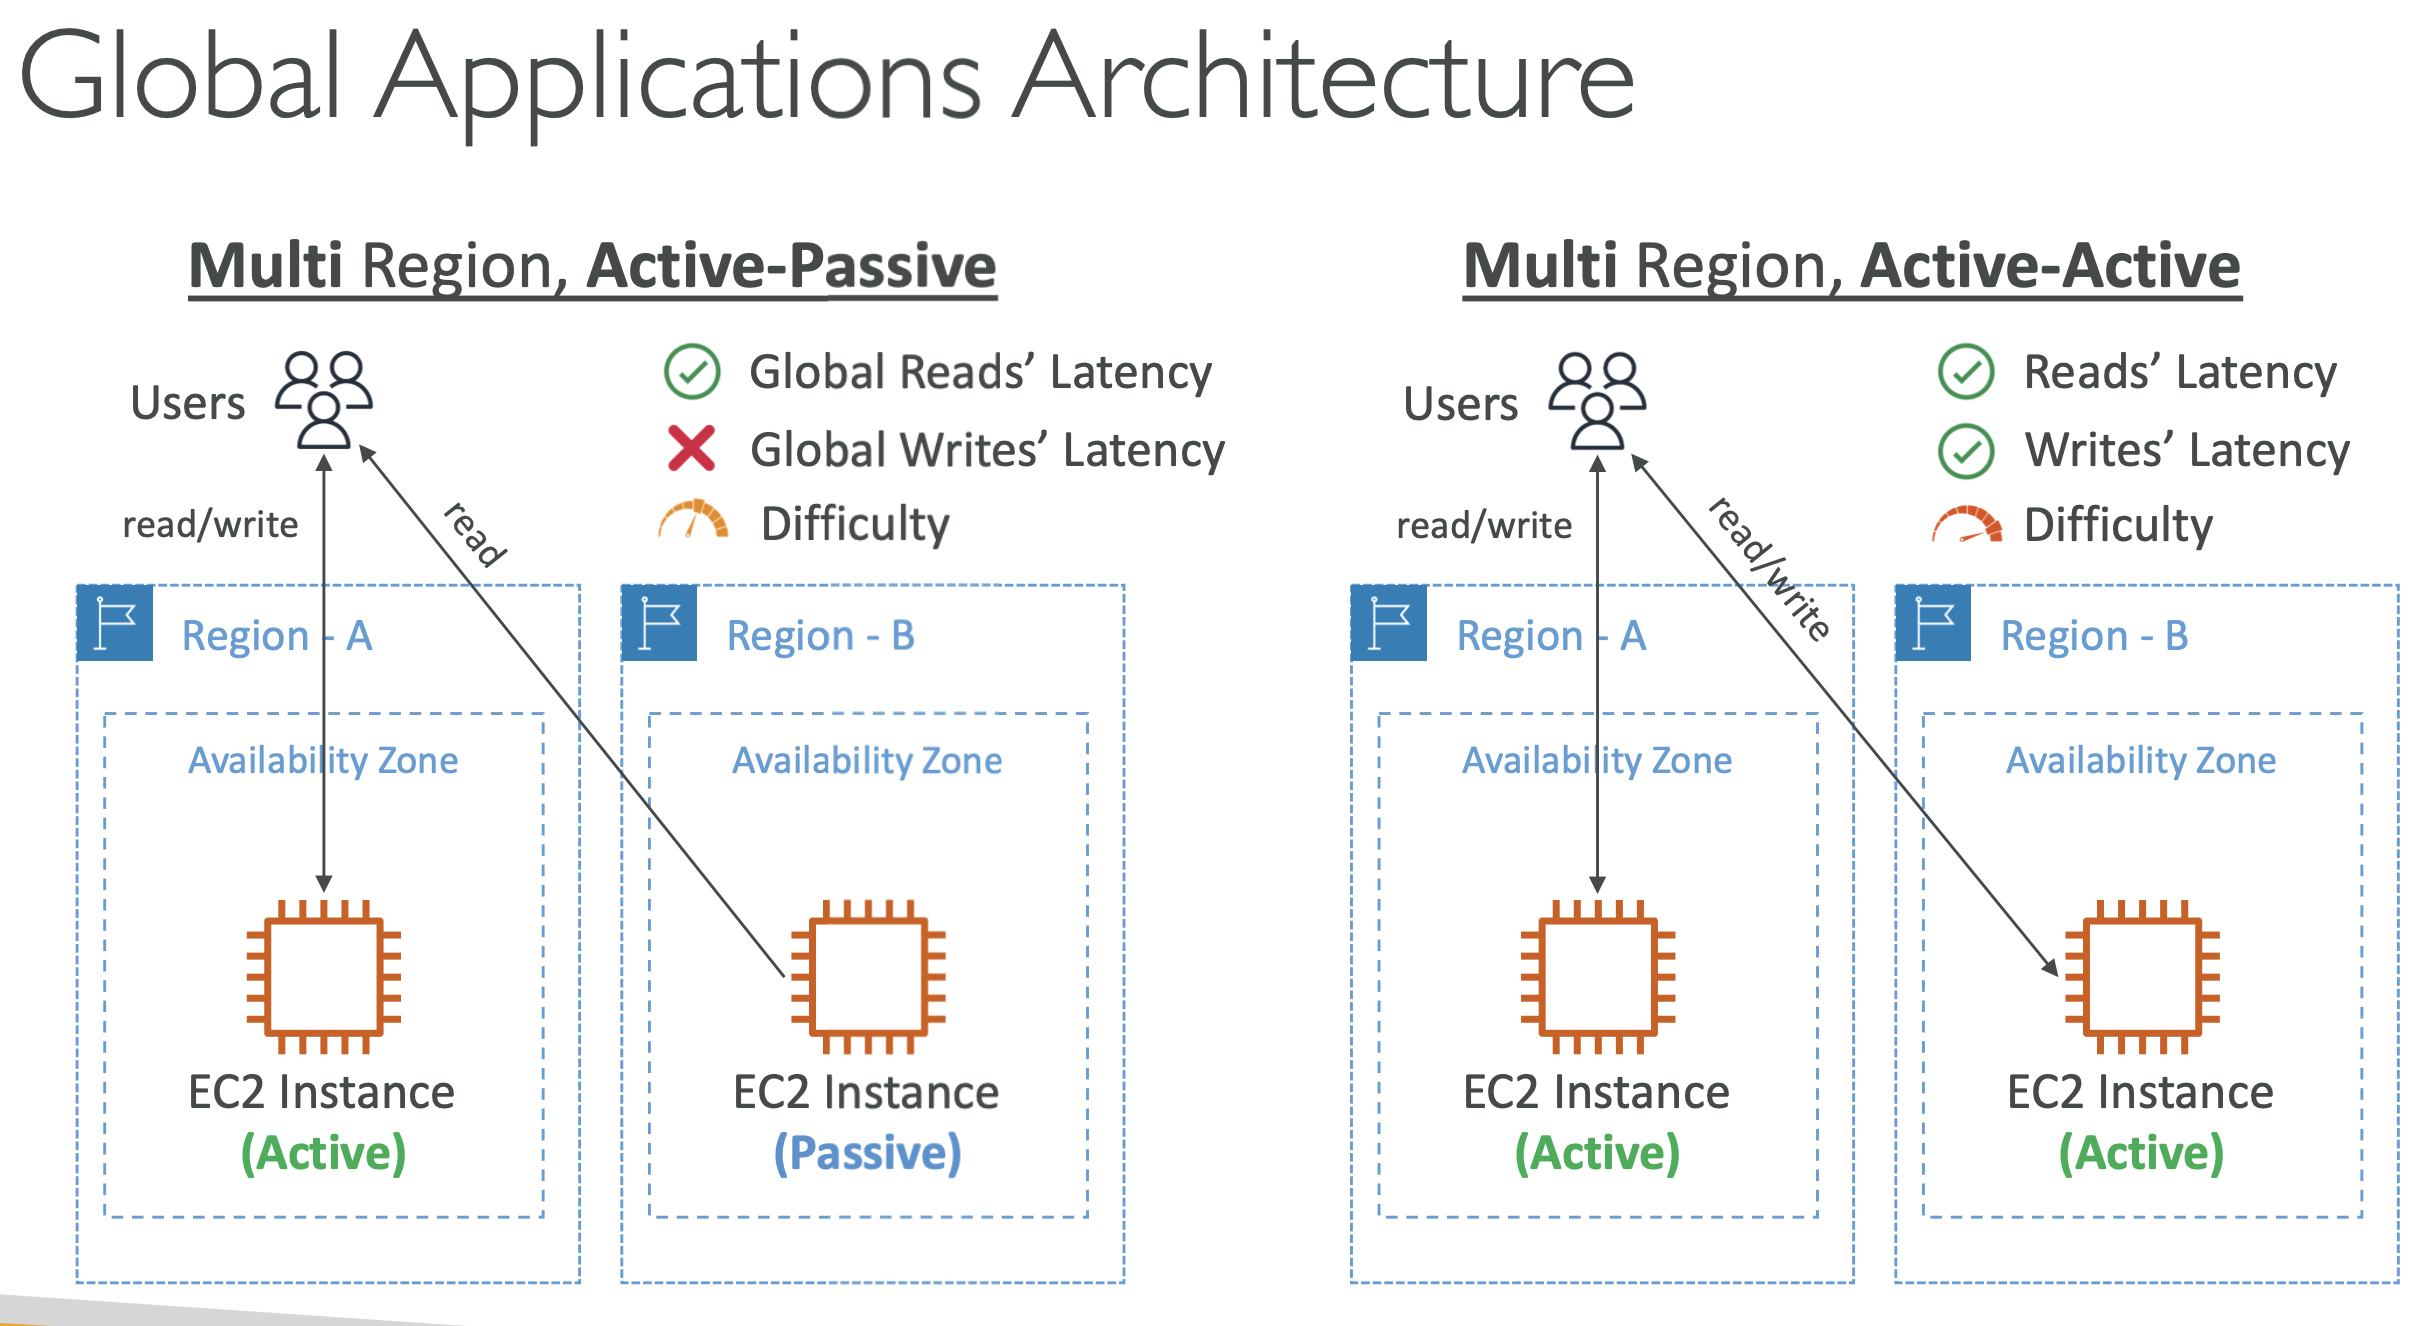 Global Applications Architecture
Multi Region, Active-Passive
Users
Global Reads’ Latency
Global Writes’ Latency
Difficulty
read/write
read
Region - A
Availability Zone
EC2 Instance
(Active)
Region - B
Availability Zone
EC2 Instance
(Passive)
Multi Region, Active-Active
Users
Reads’ Latency
Writes’ Latency
Difficulty
read/write
read/write
Region - A
Availability Zone
EC2 Instance
(Active)
Region - B
Availability Zone
EC2 Instance
(Active)